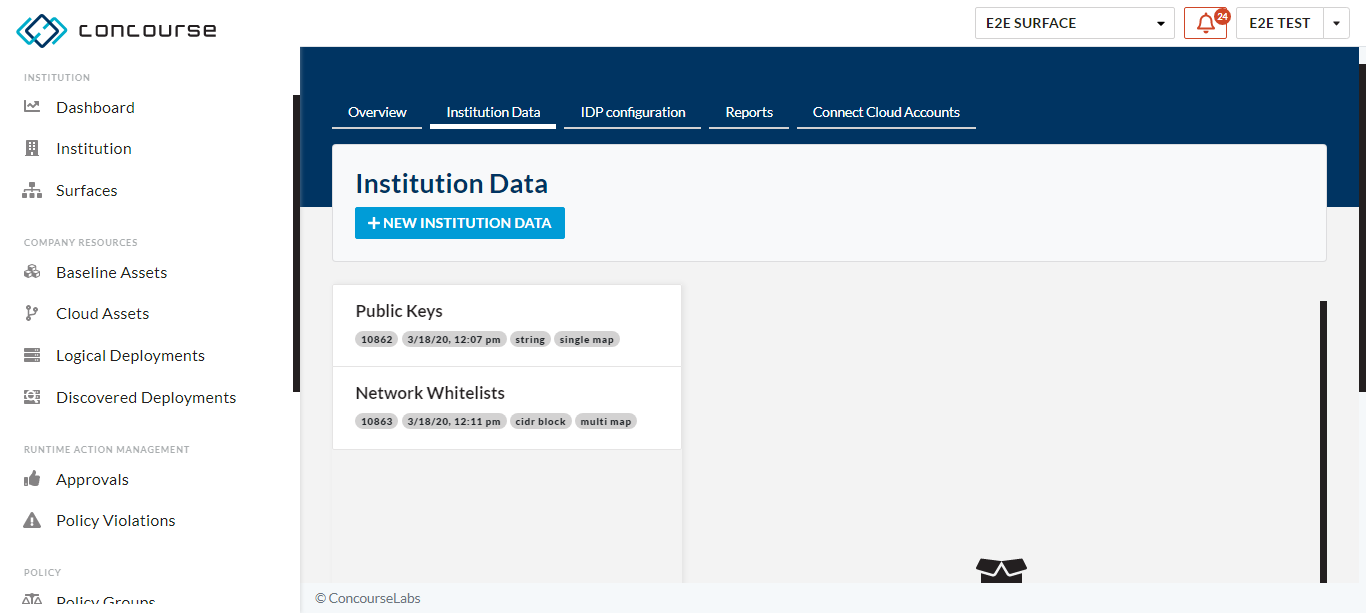 concourse
E2E SURFACE
24
E2E TEST
INSTITUTION
Dashboard
Institution
Surfaces
COMPANY RESOURCES
Baseline Assets
Cloud Assets
Logical Deployments
Discovered Deployments
RUNTIME ACTION MANAGEMENT
Approvals
Policy Violations
POLICY
Policy Groups
Overview Institution Data IDP configuration Reports Connect Cloud Accounts
Institution Data
+ NEW INSTITUTION DATA
Public Keys
10862 3/18/20, 12:07 pm string single map
Network Whitelists
10863 3/18/20, 12:11 pm cidr block multi map
© ConcourseLabs